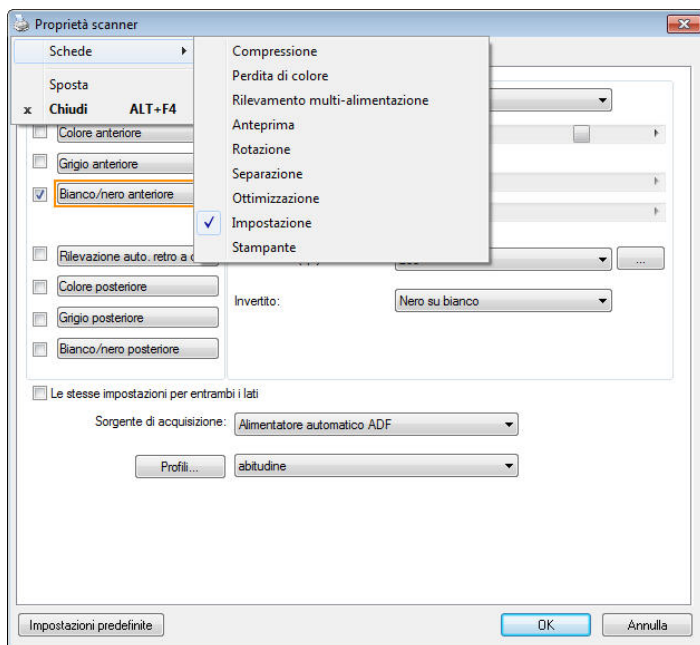 Proprietà scanner
Schede
Sposta
x Chiudi ALT+F4
Compressione
Perdita di colore
Rilevamento multi-alimentazione
Anteprima
Rotazione
Separazione
Ottimizzazione
Impostazione
Stampante
Colore anteriore
Grigio anteriore
Bianco/nero anteriore
Rilevazione auto. retro a
Colore posteriore
Grigio posteriore
Bianco/nero posteriore
...
Invertito: Nero su bianco
Le stesse impostazioni per entrambi i lati
Sorgente di acquisizione: Alimentatore automatico ADF
Profili... abitudine
Impostazioni predefinite OK Annulla